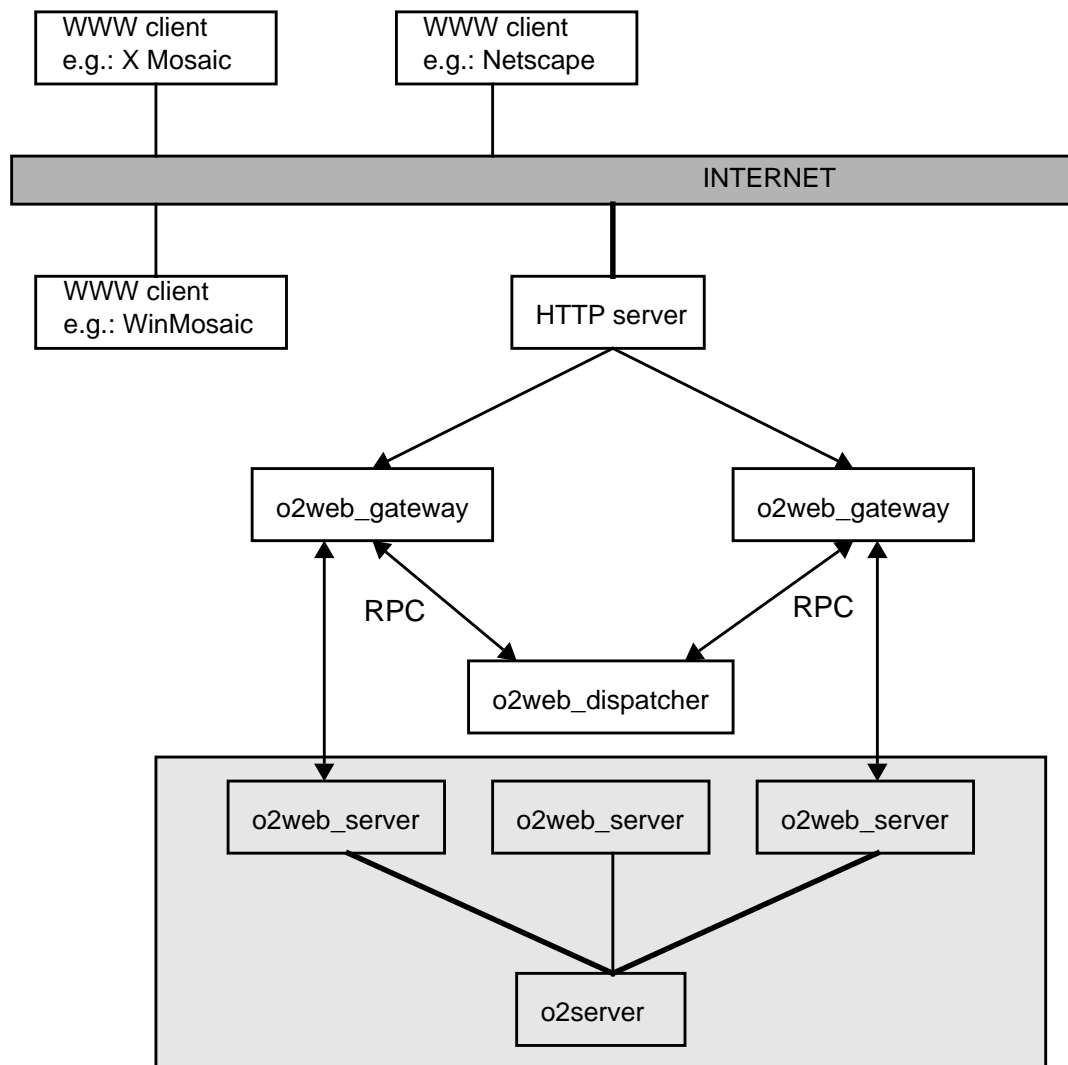 WWW client
e.g.: X Mosaic
WWW client
e.g.: Netscape
INTERNET
WWW client
e.g.: WinMosaic
HTTP server
o2web_gateway
o2web_gateway
RPC
RPC
o2web_dispatcher
o2web_server
o2web_server
o2web_server
o2server